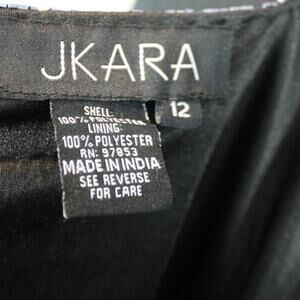 JKARA
12
SHELL:
100% POLYESTER
LINING:
100% POLYESTER
RN: 97853
MADE IN INDIA
SEE REVERSE
FOR CARE